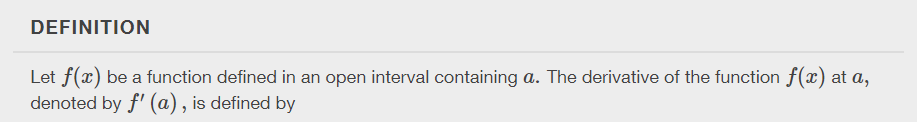 DEFINITION
Let f(x) be a function defined in an open interval containing a. The derivative of the function f(x) at a,
denoted by f′ (a) , is defined by